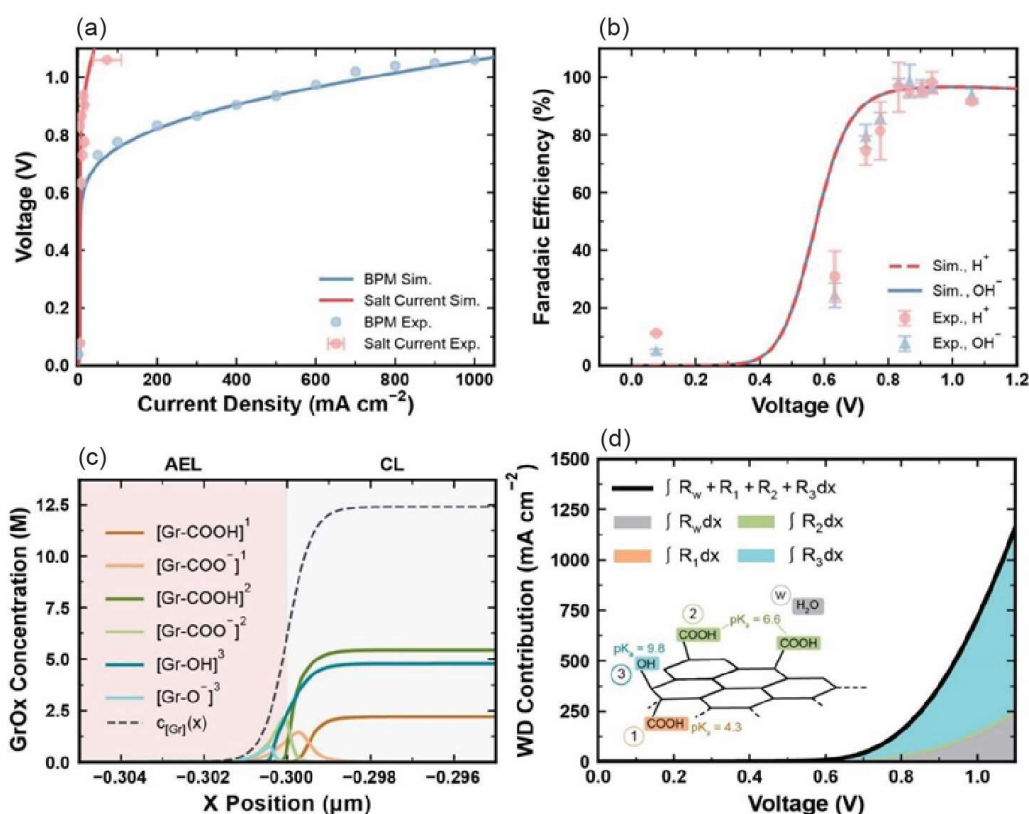 (a)
1.0
0.8
0.6
0.4
0.2
0.0
Voltage (V)
BPM Sim.
Salt Current Sim.
BPM Exp.
Salt Current Exp.
0 200 400 600 800 1000
Current Density (mA cm⁻²)
(b)
100
80
60
40
20
0
Faradaic Efficiency (%)
Sim., H⁺
Sim., OH⁻
Exp., H⁺
Exp., OH⁻
0.0 0.2 0.4 0.6 0.8 1.0 1.2
Voltage (V)
(c)
AEL CL
12.5
10.0
7.5
5.0
2.5
0.0
GrOx Concentration (M)
[Gr-COOH]¹
[Gr-COO⁻]¹
[Gr-COOH]²
[Gr-COO⁻]²
[Gr-OH]³
[Gr-O⁻]³
c[Gr](x)
−0.304 −0.302 −0.300 −0.298 −0.296
X Position (μm)
(d)
1500
1250
1000
750
500
250
0
WD Contribution (mA cm⁻²)
∫ Rw + R₁ + R₂ + R₃dx
∫ Rwdx ∫ R₂dx
∫ R₁dx ∫ R₃dx
w
H₂O
2
COOH
pKa = 6.6
COOH
pKa = 9.8
OH
3
1
COOH
pKa = 4.3
0.0 0.2 0.4 0.6 0.8 1.0
Voltage (V)